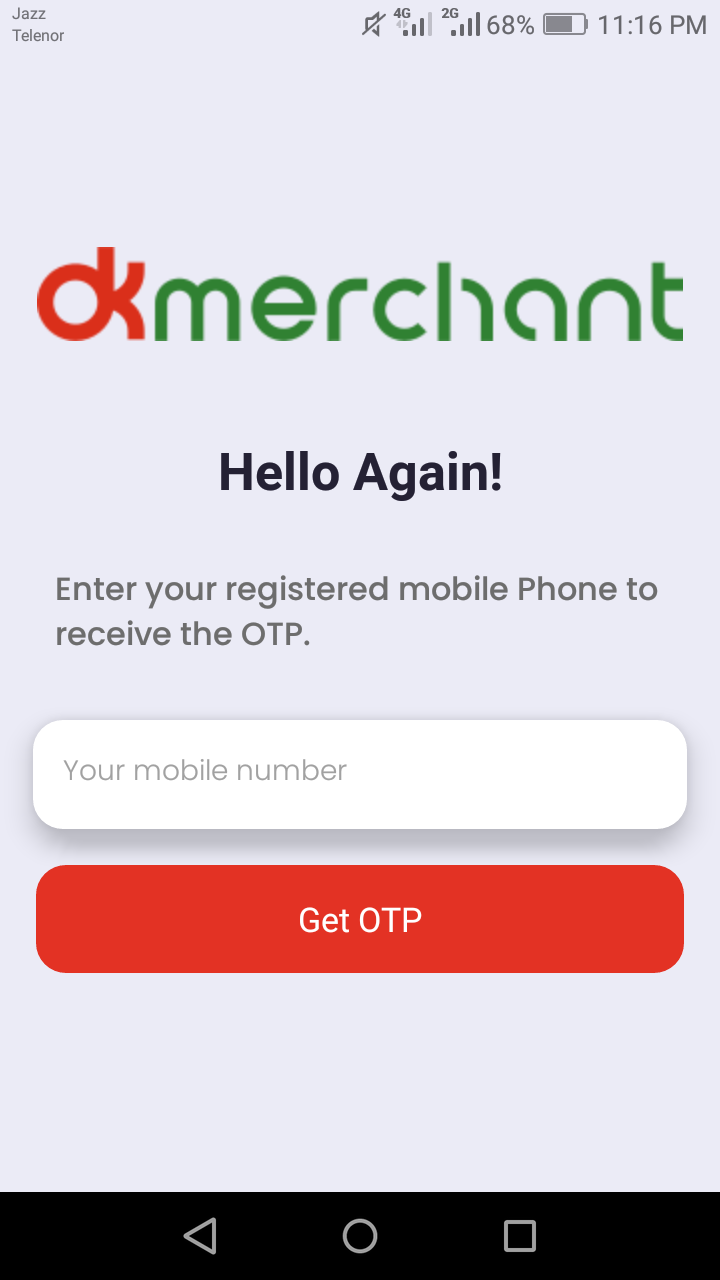 Jazz
Telenor
4G 2G 68% 11:16 PM
dkmerchant
Hello Again!
Enter your registered mobile Phone to
receive the OTP.
Your mobile number
Get OTP